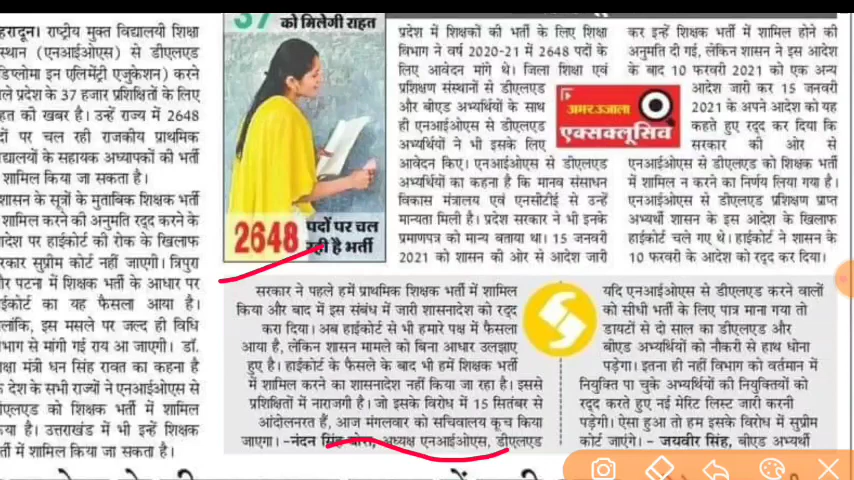 37 को मिलेगी राहत
हरादून। राष्ट्रीय मुक्त विद्यालयी शिक्षा
स्थान (एनआईओएस) से डीएलएड
डिप्लोमा इन एलिमेंट्री एजुकेशन) करने
ले प्रदेश के 37 हजार प्रशिक्षितों के लिए
हत की खबर है। उन्हें राज्य में 2648
दों पर चल रही राजकीय प्राथमिक
द्यालयों के सहायक अध्यापकों की भर्ती
शामिल किया जा सकता है।
शासन के सूत्रों के मुताबिक शिक्षक भर्ती
शामिल करने की अनुमति रद्द करने के
देश पर हाईकोर्ट की रोक के खिलाफ
रकार सुप्रीम कोर्ट नहीं जाएगी। त्रिपुरा
र पटना में शिक्षक भर्ती के आधार पर
ईकोर्ट का यह फैसला आया है।
लांकि, इस मसले पर जल्द ही विधि
भाग से मांगी गई राय आ जाएगी। डॉ.
क्षा मंत्री धन सिंह रावत का कहना है
देश के सभी राज्यों ने एनआईओएस से
ीएलएड को शिक्षक भर्ती में शामिल
या है। उत्तराखंड में भी इन्हें शिक्षक
र्ती में शामिल किया जा सकता है।
2648 पदों पर चल
रही है भर्ती
प्रदेश में शिक्षकों की भर्ती के लिए शिक्षा
विभाग ने वर्ष 2020-21 में 2648 पदों के
लिए आवेदन मांगे थे। जिला शिक्षा एवं
प्रशिक्षण संस्थानों से डीएलएड
और बीएड अभ्यर्थियों के साथ
ही एनआईओएस से डीएलएड
अभ्यर्थियों ने भी इसके लिए
आवेदन किए। एनआईओएस से डीएलएड
अभ्यर्थियों का कहना है कि मानव संसाधन
विकास मंत्रालय एवं एनसीटीई से उन्हें
मान्यता मिली है। प्रदेश सरकार ने भी इनके
प्रमाणपत्र को मान्य बताया था। 15 जनवरी
2021 को शासन की ओर से आदेश जारी
अमरउजाला
एक्सक्लूसिव
कर इन्हें शिक्षक भर्ती में शामिल होने की
अनुमति दी गई, लेकिन शासन ने इस आदेश
के बाद 10 फरवरी 2021 को एक अन्य
आदेश जारी कर 15 जनवरी
2021 के अपने आदेश को यह
कहते हुए रद्द कर दिया कि
सरकार की ओर से
एनआईओएस से डीएलएड को शिक्षक भर्ती
में शामिल न करने का निर्णय लिया गया है।
एनआईओएस से डीएलएड प्रशिक्षण प्राप्त
अभ्यर्थी शासन के इस आदेश के खिलाफ
हाईकोर्ट चले गए थे। हाईकोर्ट ने शासन के
10 फरवरी के आदेश को रद्द कर दिया।
सरकार ने पहले हमें प्राथमिक शिक्षक भर्ती में शामिल
किया और बाद में इस संबंध में जारी शासनादेश को रद्द
करा दिया। अब हाईकोर्ट से भी हमारे पक्ष में फैसला
आया है, लेकिन शासन मामले को बिना आधार उलझाए
हुए है। हाईकोर्ट के फैसले के बाद भी हमें शिक्षक भर्ती
में शामिल करने का शासनादेश नहीं किया जा रहा है। इससे
प्रशिक्षितों में नाराजगी है। जो इसके विरोध में 15 सितंबर से
आंदोलनरत हैं, आज मंगलवार को सचिवालय कूच किया
जाएगा। -नंदन सिंह बोरा, अध्यक्ष एनआईओएस, डीएलएड
यदि एनआईओएस से डीएलएड करने वालों
को सीधी भर्ती के लिए पात्र माना गया तो
डायटों से दो साल का डीएलएड और
बीएड अभ्यर्थियों को नौकरी से हाथ धोना
पड़ेगा। इतना ही नहीं विभाग को वर्तमान में
नियुक्ति पा चुके अभ्यर्थियों की नियुक्तियों को
रद्द करते हुए नई मेरिट लिस्ट जारी करनी
पड़ेगी। ऐसा हुआ तो हम इसके विरोध में सुप्रीम
कोर्ट जाएंगे। - जयवीर सिंह, बीएड अभ्यर्थी